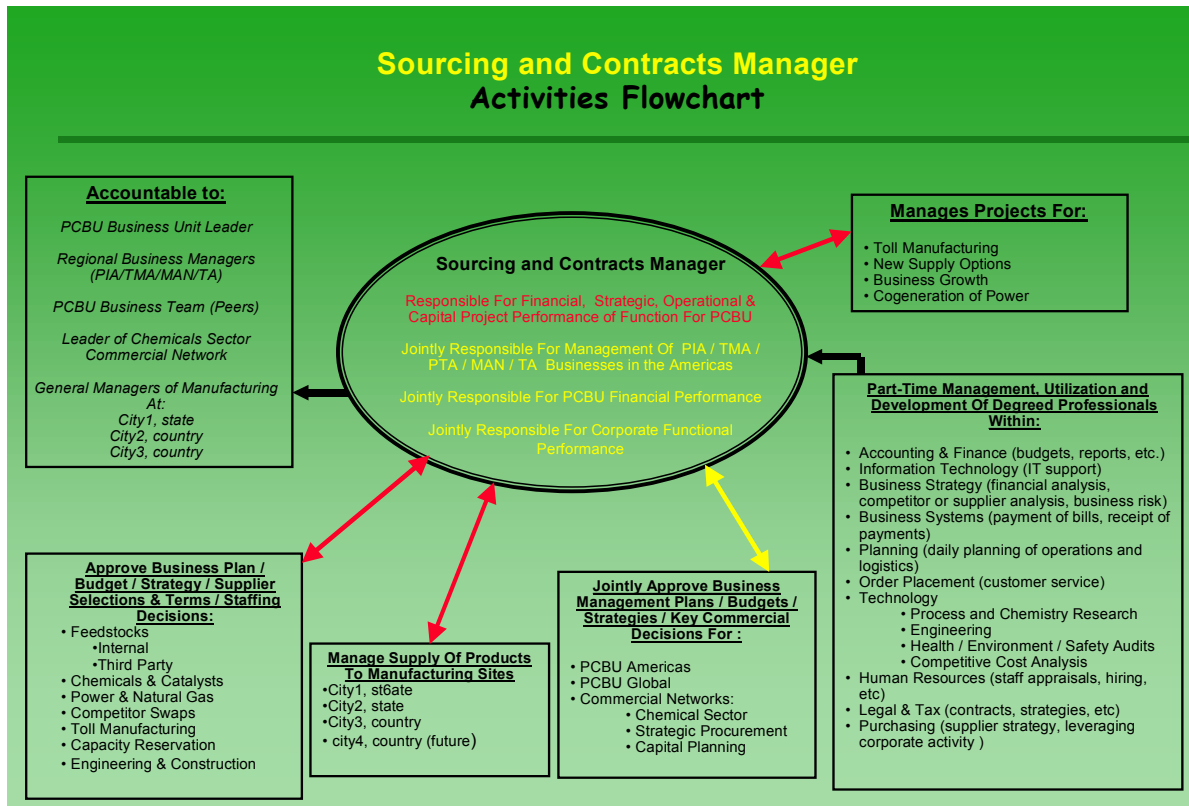 Sourcing and Contracts Manager
Activities Flowchart
Accountable to:
PCBU Business Unit Leader
Regional Business Managers
(PIA/TMA/MAN/TA)
PCBU Business Team (Peers)
Leader of Chemicals Sector
Commercial Network
General Managers of Manufacturing
At:
City1, state
City2, country
City3, country
Sourcing and Contracts Manager
Responsible For Financial, Strategic, Operational &
Capital Project Performance of Function For PCBU
Jointly Responsible For Management Of PIA / TMA /
PTA / MAN / TA Businesses in the Americas
Jointly Responsible For PCBU Financial Performance
Jointly Responsible For Corporate Functional
Performance
Manages Projects For:
• Toll Manufacturing
• New Supply Options
• Business Growth
• Cogeneration of Power
Part-Time Management, Utilization and
Development Of Degreed Professionals
Within:
• Accounting & Finance (budgets, reports, etc.)
• Information Technology (IT support)
• Business Strategy (financial analysis,
competitor or supplier analysis, business risk)
• Business Systems (payment of bills, receipt of
payments)
• Planning (daily planning of operations and
logistics)
• Order Placement (customer service)
• Technology
• Process and Chemistry Research
• Engineering
• Health / Environment / Safety Audits
• Competitive Cost Analysis
• Human Resources (staff appraisals, hiring,
etc)
• Legal & Tax (contracts, strategies, etc)
• Purchasing (supplier strategy, leveraging
corporate activity )
Approve Business Plan /
Budget / Strategy / Supplier
Selections & Terms / Staffing
Decisions:
• Feedstocks
•Internal
•Third Party
• Chemicals & Catalysts
• Power & Natural Gas
• Competitor Swaps
• Toll Manufacturing
• Capacity Reservation
• Engineering & Construction
Manage Supply Of Products
To Manufacturing Sites
•City1, st6ate
•City2, state
•City3, country
• city4, country (future)
Jointly Approve Business
Management Plans / Budgets /
Strategies / Key Commercial
Decisions For :
• PCBU Americas
• PCBU Global
• Commercial Networks:
• Chemical Sector
• Strategic Procurement
• Capital Planning